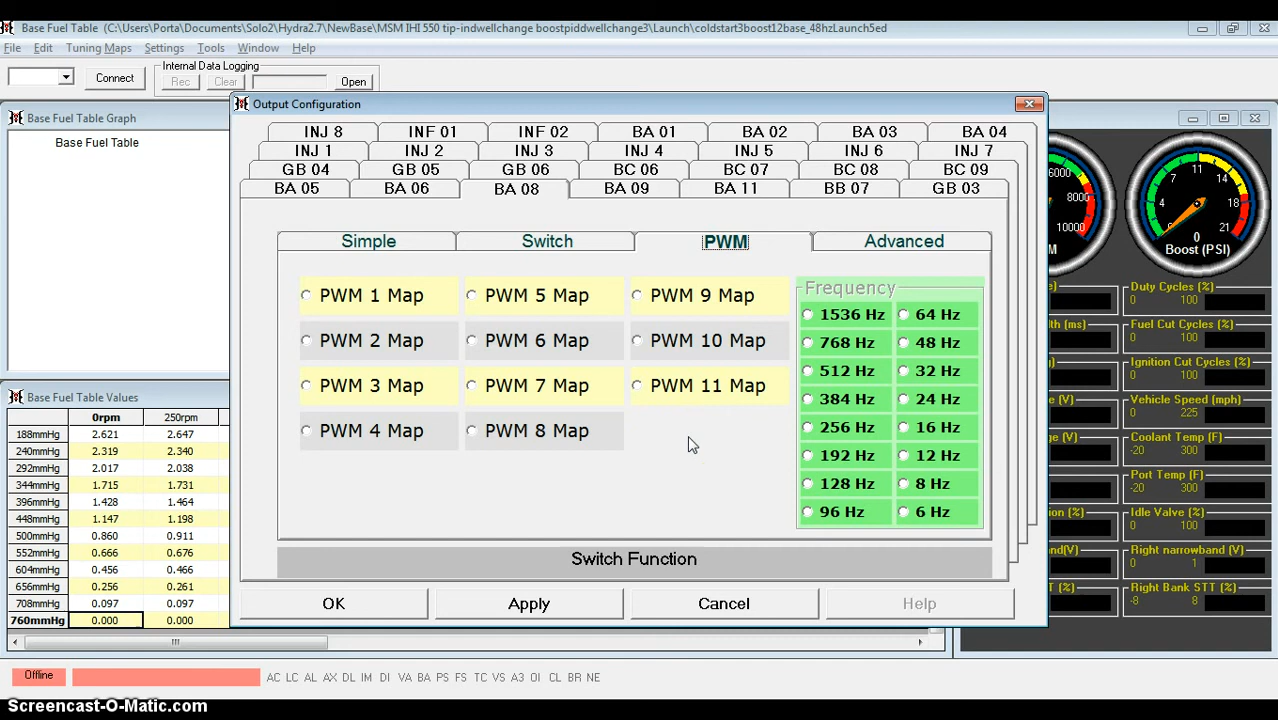 Base Fuel Table (C:\Users\Porta\Documents\Solo2\Hydra2.7\NewBase\MSM IHI 550 tip-indwellchange boostpiddwellchange3\Launch\coldstart3boost12base_48hzLaunch5ed
File Edit Tuning Maps Settings Tools Window Help
Connect
Internal Data Logging
Rec Clear Open
Base Fuel Table Graph
Base Fuel Table
Output Configuration
INJ 8 INF 01 INF 02 BA 01 BA 02 BA 03 BA 04
INJ 1 INJ 2 INJ 3 INJ 4 INJ 5 INJ 6 INJ 7
GB 04 GB 05 GB 06 BC 06 BC 07 BC 08 BC 09
BA 05 BA 06 BA 08 BA 09 BA 11 BB 07 GB 03
Simple Switch PWM Advanced
PWM 1 Map PWM 5 Map PWM 9 Map
PWM 2 Map PWM 6 Map PWM 10 Map
PWM 3 Map PWM 7 Map PWM 11 Map
PWM 4 Map PWM 8 Map
Frequency
1536 Hz 64 Hz
768 Hz 48 Hz
512 Hz 32 Hz
384 Hz 24 Hz
256 Hz 16 Hz
192 Hz 12 Hz
128 Hz 8 Hz
96 Hz 6 Hz
Switch Function
OK Apply Cancel Help
Base Fuel Table Values
0rpm 250rpm
188mmHg 2.621 2.647
240mmHg 2.319 2.340
292mmHg 2.017 2.038
344mmHg 1.715 1.731
396mmHg 1.428 1.464
448mmHg 1.147 1.198
500mmHg 0.860 0.911
552mmHg 0.666 0.676
604mmHg 0.456 0.466
656mmHg 0.256 0.261
708mmHg 0.097 0.097
760mmHg 0.000 0.000
6000
8000
10000
4 7 11 14 18 21
0
Boost (PSI)
Duty Cycles (%)
0 100
Fuel Cut Cycles (%)
0 100
Ignition Cut Cycles (%)
0 100
Vehicle Speed (mph)
0 225
Coolant Temp (F)
-20 300
Port Temp (F)
-20 300
Idle Valve (%)
0 100
Right narrowband (V)
0 1
Right Bank STT (%)
-8 8
Offline
AC LC AL AX DL IM DI VA BA PS FS TC VS A3 OI CL BR NE
Screencast-O-Matic.com